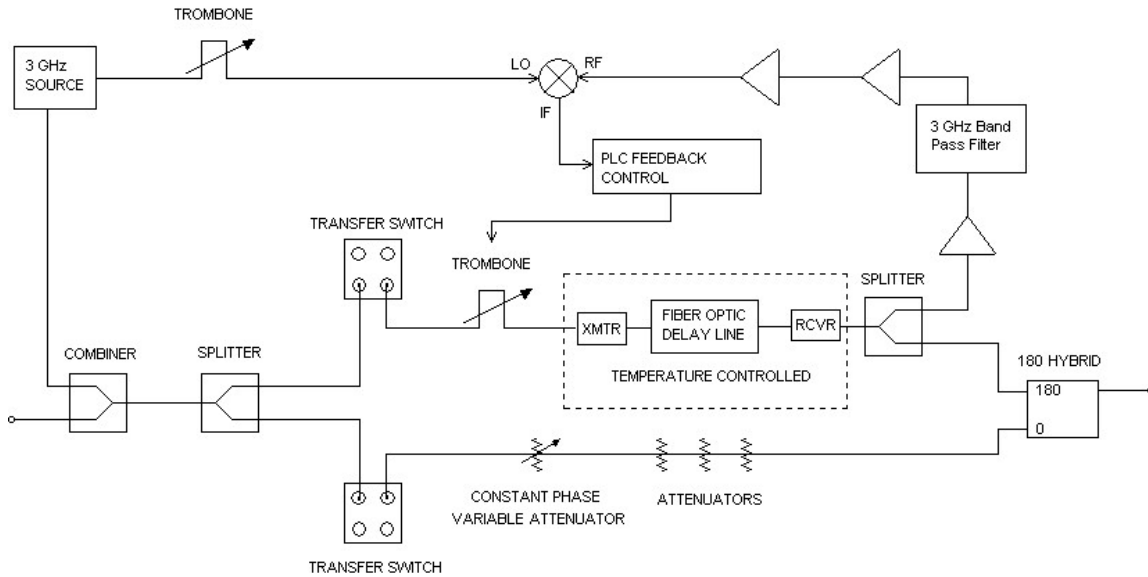 TROMBONE
3 GHz
SOURCE
LO
RF
IF
3 GHz Band
Pass Filter
PLC FEEDBACK
CONTROL
TRANSFER SWITCH
TROMBONE
SPLITTER
XMTR
FIBER OPTIC
DELAY LINE
RCVR
COMBINER
SPLITTER
TEMPERATURE CONTROLLED
180 HYBRID
180
0
CONSTANT PHASE
VARIABLE ATTENUATOR
ATTENUATORS
TRANSFER SWITCH